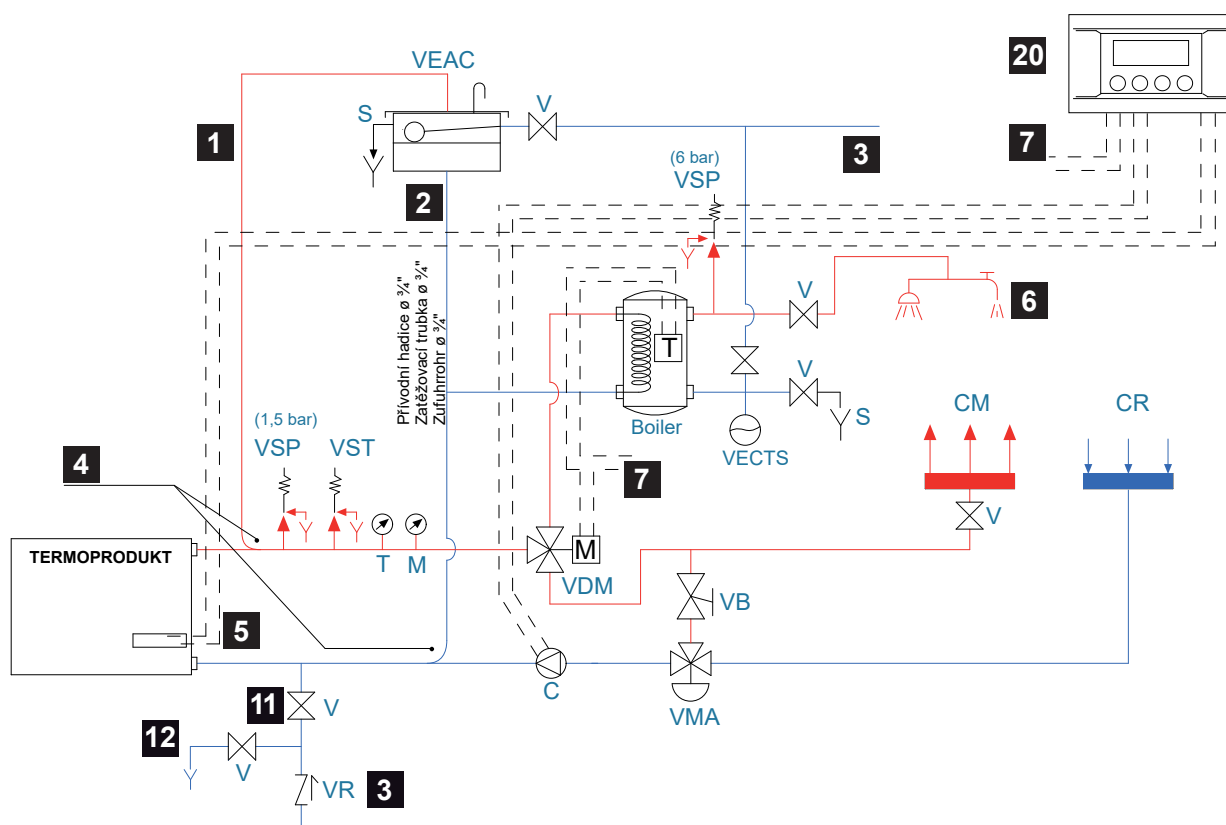 20
VEAC
S
V
1
7
3
(6 bar)
VSP
2
Přívodní hadice ø ¾"
Zatěžovací trubka ø ¾"
Zufuhrrohr ø ¾"
V
6
T
V
CM
CR
(1,5 bar)
VSP
VST
Boiler
S
VECTS
4
7
V
TERMOPRODUKT
T
M
M
VDM
VB
5
C
VMA
11
V
12
V
VR
3